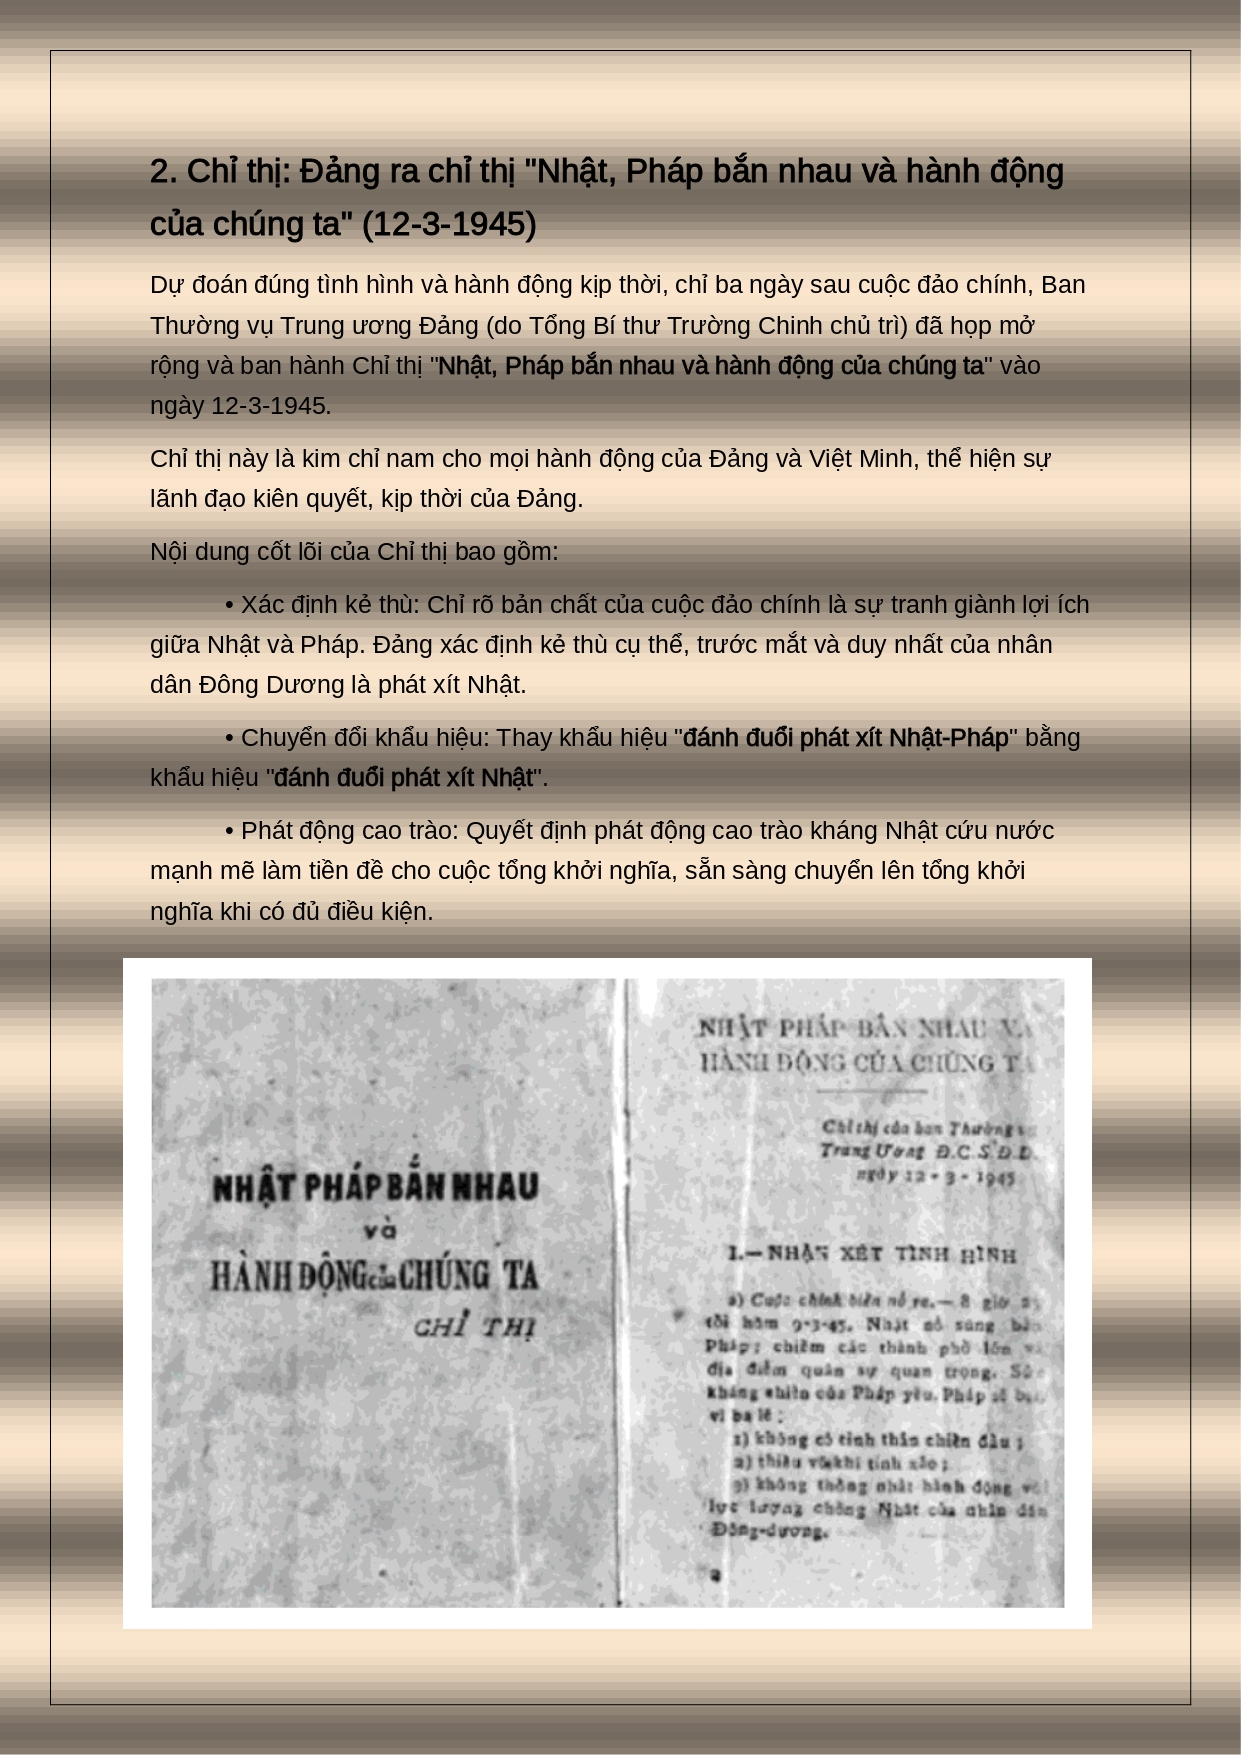 2. Chỉ thị: Đảng ra chỉ thị "Nhật, Pháp bắn nhau và hành động
của chúng ta" (12-3-1945)
Dự đoán đúng tình hình và hành động kịp thời, chỉ ba ngày sau cuộc đảo chính, Ban
Thường vụ Trung ương Đảng (do Tổng Bí thư Trường Chinh chủ trì) đã họp mở
rộng và ban hành Chỉ thị "Nhật, Pháp bắn nhau và hành động của chúng ta" vào
ngày 12-3-1945.
Chỉ thị này là kim chỉ nam cho mọi hành động của Đảng và Việt Minh, thể hiện sự
lãnh đạo kiên quyết, kịp thời của Đảng.
Nội dung cốt lõi của Chỉ thị bao gồm:
• Xác định kẻ thù: Chỉ rõ bản chất của cuộc đảo chính là sự tranh giành lợi ích
giữa Nhật và Pháp. Đảng xác định kẻ thù cụ thể, trước mắt và duy nhất của nhân
dân Đông Dương là phát xít Nhật.
• Chuyển đổi khẩu hiệu: Thay khẩu hiệu "đánh đuổi phát xít Nhật-Pháp" bằng
khẩu hiệu "đánh đuổi phát xít Nhật".
• Phát động cao trào: Quyết định phát động cao trào kháng Nhật cứu nước
mạnh mẽ làm tiền đề cho cuộc tổng khởi nghĩa, sẵn sàng chuyển lên tổng khởi
nghĩa khi có đủ điều kiện.
NHẬT PHÁP BẮN NHAU
và
HÀNH ĐỘNG của CHÚNG TA
CHỈ THỊ
NHẬT PHÁP BẮN NHAU
HÀNH ĐỘNG CỦA CHÚNG TA
Chỉ thị của ban Thường
Trung Ương Đ.C.S.Đ.D.
ngày 12 - 3 - 1945
I.— NHẬN XÉT TÌNH HÌNH
a) Cuộc chính biến nổ ra.— 8 giờ
tối hôm 9-3-45, Nhật nổ súng
Pháp; chiếm các thành phố lớn
địa điểm quân sự quan trọng.
kháng chiến của Pháp yếu. Pháp sẽ
vì ba lẽ :
1) không có tinh thần chiến đấu ;
2) thiếu võ khí tinh xảo ;
3) không thống nhất hành động
lực lượng chống Nhật của nhân dân
Đông-dương.
2